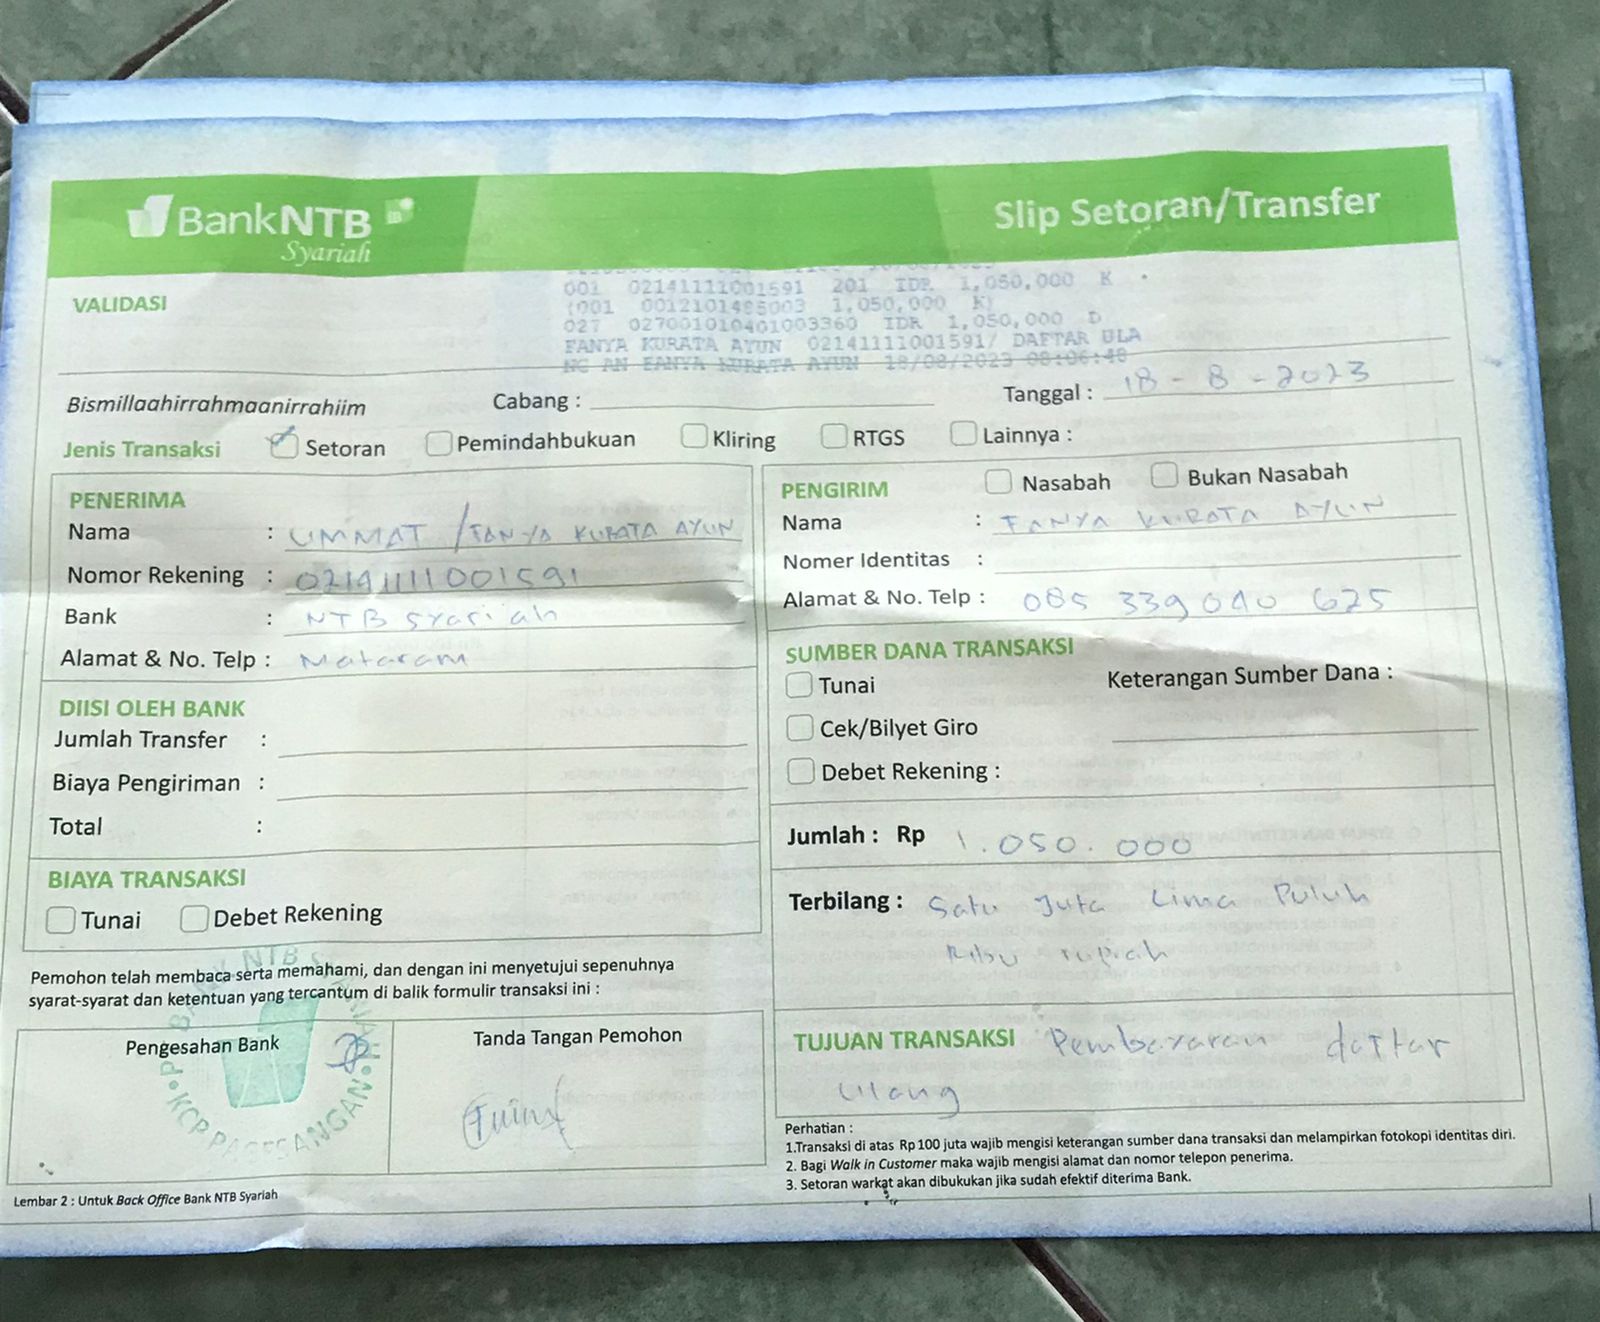 BankNTB iB
Syariah
Slip Setoran/Transfer
VALIDASI
001 02141111001591 201 IDR 1,050,000 K
(001 0012101485003 1,050,000 K)
027 027001010401003360 IDR 1,050,000 D
FANYA KURATA AYUN 02141111001591/ DAFTAR ULA
NG AN FANYA KURATA AYUN 18/08/2023 08:06:48
Bismillaahirrahmaanirrahiim
Cabang :
Tanggal : 18 - 8 - 2023
Jenis Transaksi Setoran Pemindahbukuan Kliring RTGS Lainnya :
PENERIMA
Nama : UMMAT / FANYA KURATA AYUN
Nomor Rekening : 02141111001591
Bank : NTB Syariah
Alamat & No. Telp : Mataram
DIISI OLEH BANK
Jumlah Transfer :
Biaya Pengiriman :
Total :
BIAYA TRANSAKSI
Tunai Debet Rekening
PENGIRIM Nasabah Bukan Nasabah
Nama : FANYA KURATA AYUN
Nomer Identitas :
Alamat & No. Telp : 085 339 040 625
SUMBER DANA TRANSAKSI
Tunai
Keterangan Sumber Dana :
Cek/Bilyet Giro
Debet Rekening :
Jumlah : Rp 1.050.000
Terbilang : Satu Juta Lima Puluh
Ribu rupiah
TUJUAN TRANSAKSI Pembayaran daftar
ulang
Pemohon telah membaca serta memahami, dan dengan ini menyetujui sepenuhnya
syarat-syarat dan ketentuan yang tercantum di balik formulir transaksi ini :
Pengesahan Bank
Tanda Tangan Pemohon
BANK NTB SYARIAH
KCP PAGESANGAN
Perhatian :
1.Transaksi di atas Rp 100 juta wajib mengisi keterangan sumber dana transaksi dan melampirkan fotokopi identitas diri.
2. Bagi Walk in Customer maka wajib mengisi alamat dan nomor telepon penerima.
3. Setoran warkat akan dibukukan jika sudah efektif diterima Bank.
Lembar 2 : Untuk Back Office Bank NTB Syariah